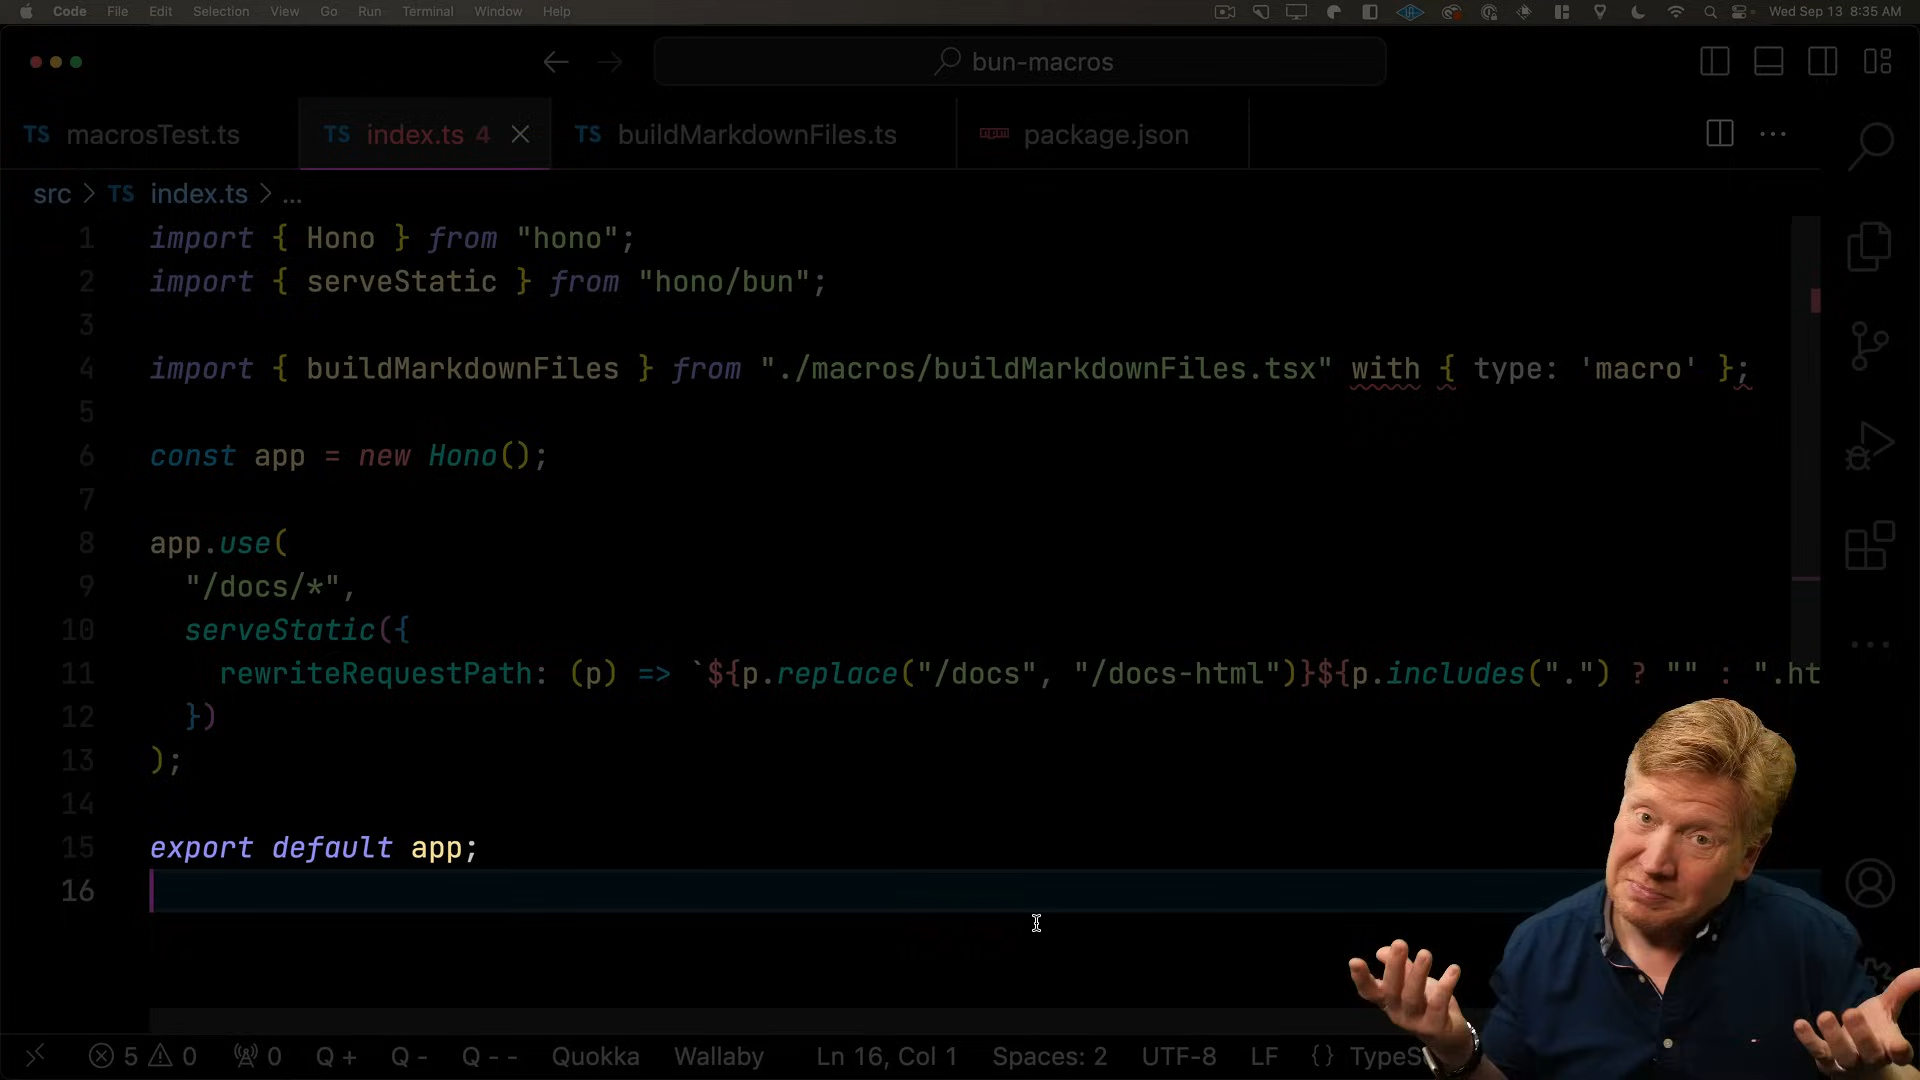 Code File Edit Selection View Go Run Terminal Window Help Wed Sep 13 8:35 AM
bun-macros
TS macrosTest.ts TS index.ts 4 TS buildMarkdownFiles.ts npm package.json
src > TS index.ts > ...
1 import { Hono } from "hono";
2 import { serveStatic } from "hono/bun";
3
4 import { buildMarkdownFiles } from "./macros/buildMarkdownFiles.tsx" with { type: 'macro' };
5
6 const app = new Hono();
7
8 app.use(
9 "/docs/*",
10 serveStatic({
11 rewriteRequestPath: (p) => `${p.replace("/docs", "/docs-html")}${p.includes(".") ? "" : ".ht
12 })
13 );
14
15 export default app;
16
5 0 0 Q + Q - Q - - Quokka Wallaby Ln 16, Col 1 Spaces: 2 UTF-8 LF {} TypeS